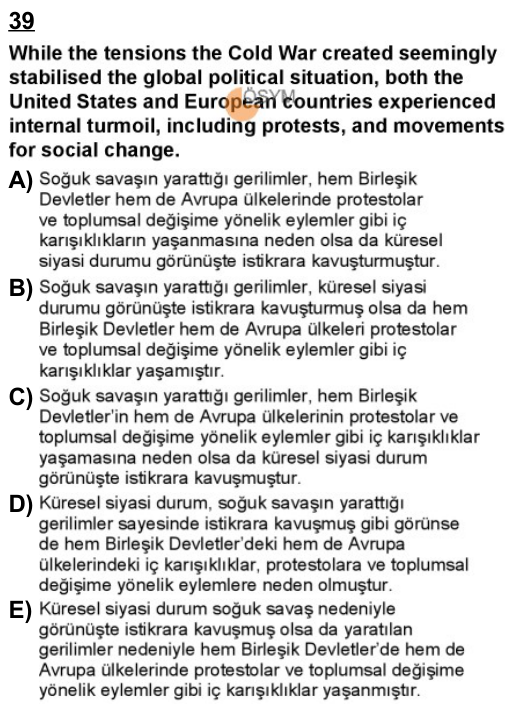 39
While the tensions the Cold War created seemingly
stabilised the global political situation, both the
United States and European countries experienced
internal turmoil, including protests, and movements
for social change.
ÖSYM
A) Soğuk savaşın yarattığı gerilimler, hem Birleşik
Devletler hem de Avrupa ülkelerinde protestolar
ve toplumsal değişime yönelik eylemler gibi iç
karışıklıkların yaşanmasına neden olsa da küresel
siyasi durumu görünüşte istikrara kavuşturmuştur.
B) Soğuk savaşın yarattığı gerilimler, küresel siyasi
durumu görünüşte istikrara kavuşturmuş olsa da hem
Birleşik Devletler hem de Avrupa ülkeleri protestolar
ve toplumsal değişime yönelik eylemler gibi iç
karışıklıklar yaşamıştır.
C) Soğuk savaşın yarattığı gerilimler, hem Birleşik
Devletler'in hem de Avrupa ülkelerinin protestolar ve
toplumsal değişime yönelik eylemler gibi iç karışıklıklar
yaşamasına neden olsa da küresel siyasi durum
görünüşte istikrara kavuşmuştur.
D) Küresel siyasi durum, soğuk savaşın yarattığı
gerilimler sayesinde istikrara kavuşmuş gibi görünse
de hem Birleşik Devletler'deki hem de Avrupa
ülkelerindeki iç karışıklıklar, protestolara ve toplumsal
değişime yönelik eylemlere neden olmuştur.
E) Küresel siyasi durum soğuk savaş nedeniyle
görünüşte istikrara kavuşmuş olsa da yaratılan
gerilimler nedeniyle hem Birleşik Devletler'de hem de
Avrupa ülkelerinde protestolar ve toplumsal değişime
yönelik eylemler gibi iç karışıklıklar yaşanmıştır.